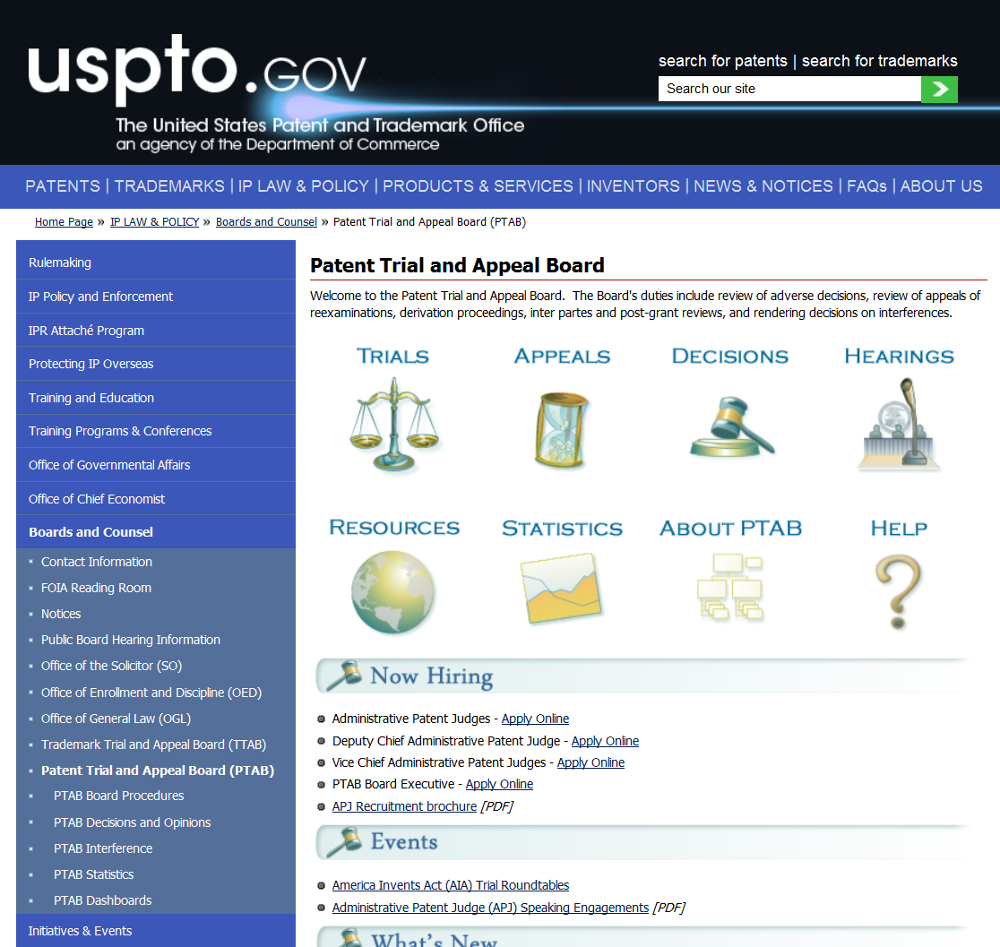 uspto.GOV
The United States Patent and Trademark Office
an agency of the Department of Commerce
search for patents | search for trademarks
Search our site
PATENTS | TRADEMARKS | IP LAW & POLICY | PRODUCTS & SERVICES | INVENTORS | NEWS & NOTICES | FAQs | ABOUT US
Home Page » IP LAW & POLICY » Boards and Counsel » Patent Trial and Appeal Board (PTAB)
Rulemaking
IP Policy and Enforcement
IPR Attaché Program
Protecting IP Overseas
Training and Education
Training Programs & Conferences
Office of Governmental Affairs
Office of Chief Economist
Boards and Counsel
Contact Information
FOIA Reading Room
Notices
Public Board Hearing Information
Office of the Solicitor (SO)
Office of Enrollment and Discipline (OED)
Office of General Law (OGL)
Trademark Trial and Appeal Board (TTAB)
Patent Trial and Appeal Board (PTAB)
PTAB Board Procedures
PTAB Decisions and Opinions
PTAB Interference
PTAB Statistics
PTAB Dashboards
Initiatives & Events
Patent Trial and Appeal Board
Welcome to the Patent Trial and Appeal Board. The Board's duties include review of adverse decisions, review of appeals of
reexaminations, derivation proceedings, inter partes and post-grant reviews, and rendering decisions on interferences.
TRIALS APPEALS DECISIONS HEARINGS
RESOURCES STATISTICS ABOUT PTAB HELP
Now Hiring
Administrative Patent Judges - Apply Online
Deputy Chief Administrative Patent Judge - Apply Online
Vice Chief Administrative Patent Judges - Apply Online
PTAB Board Executive - Apply Online
APJ Recruitment brochure [PDF]
Events
America Invents Act (AIA) Trial Roundtables
Administrative Patent Judge (APJ) Speaking Engagements [PDF]
What's New